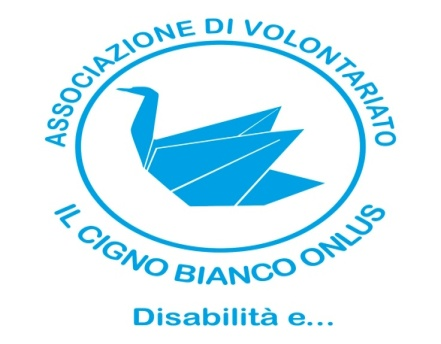 ASSOCIAZIONE DI VOLONTARIATO
IL CIGNO BIANCO ONLUS
Disabilità e...